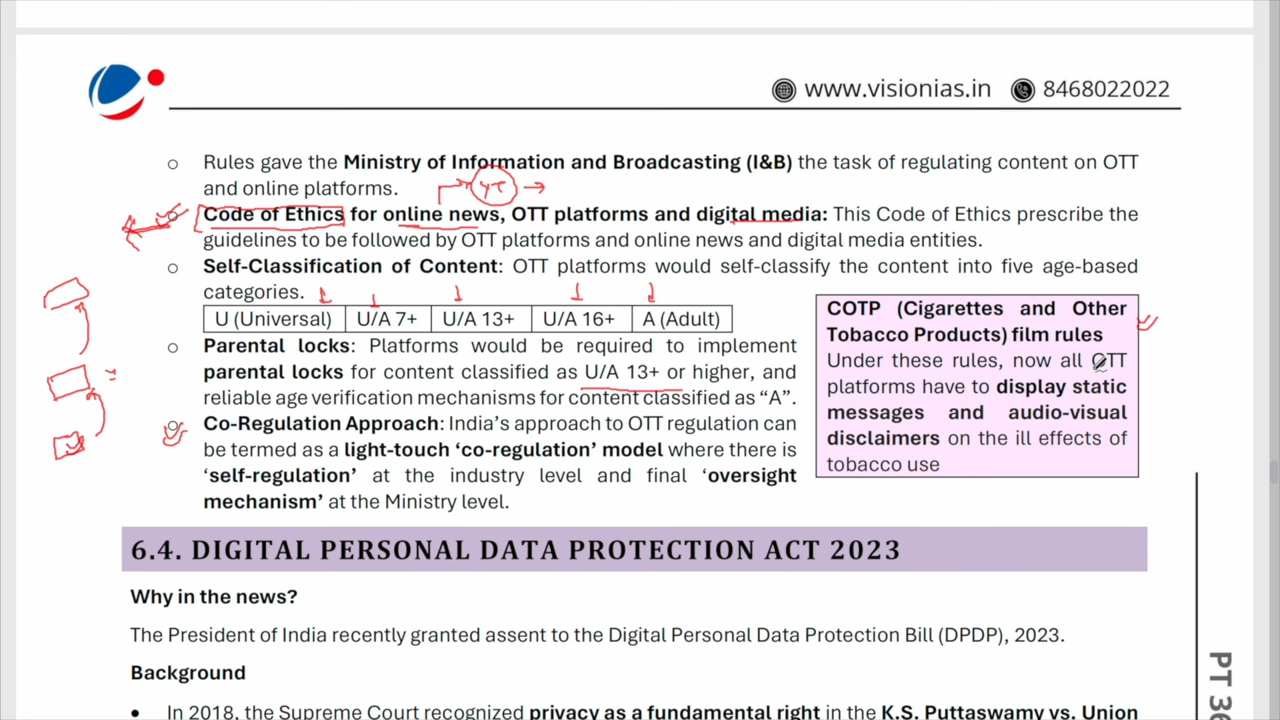 www.visionias.in 8468022022
o Rules gave the Ministry of Information and Broadcasting (I&B) the task of regulating content on OTT
and online platforms.
YT
o Code of Ethics for online news, OTT platforms and digital media: This Code of Ethics prescribe the
guidelines to be followed by OTT platforms and online news and digital media entities.
o Self-Classification of Content: OTT platforms would self-classify the content into five age-based
categories.
U (Universal) U/A 7+ U/A 13+ U/A 16+ A (Adult)
o Parental locks: Platforms would be required to implement
parental locks for content classified as U/A 13+ or higher, and
reliable age verification mechanisms for content classified as “A”.
o Co-Regulation Approach: India’s approach to OTT regulation can
be termed as a light-touch ‘co-regulation’ model where there is
‘self-regulation’ at the industry level and final ‘oversight
mechanism’ at the Ministry level.
COTP (Cigarettes and Other
Tobacco Products) film rules
Under these rules, now all OTT
platforms have to display static
messages and audio-visual
disclaimers on the ill effects of
tobacco use
6.4. DIGITAL PERSONAL DATA PROTECTION ACT 2023
Why in the news?
The President of India recently granted assent to the Digital Personal Data Protection Bill (DPDP), 2023.
Background
• In 2018, the Supreme Court recognized privacy as a fundamental right in the K.S. Puttaswamy vs. Union
PT 36